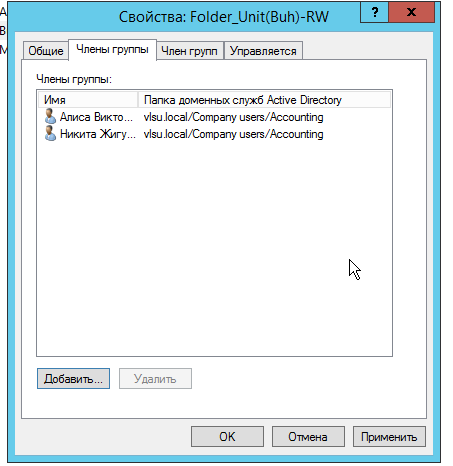 Свойства: Folder_Unit(Buh)-RW
? x
Общие Члены группы Член групп Управляется
Члены группы:
Имя Папка доменных служб Active Directory
Алиса Викто... vlsu.local/Company users/Accounting
Никита Жигу... vlsu.local/Company users/Accounting
Добавить... Удалить
OK Отмена Применить